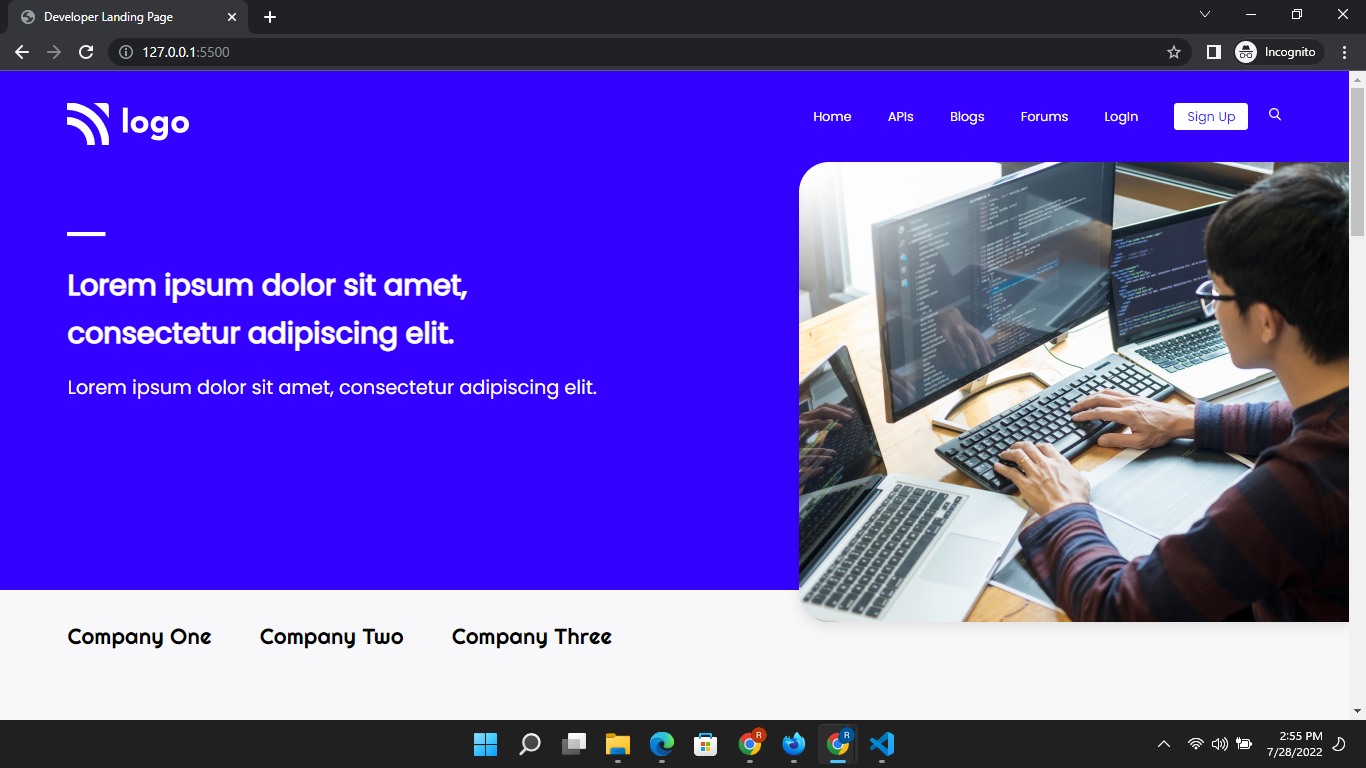 Developer Landing Page
127.0.0.1:5500
Incognito
logo
Home APIs Blogs Forums LogIn Sign Up
Lorem ipsum dolor sit amet,
consectetur adipiscing elit.
Lorem ipsum dolor sit amet, consectetur adipiscing elit.
Company One Company Two Company Three
R
R
2:55 PM
7/28/2022